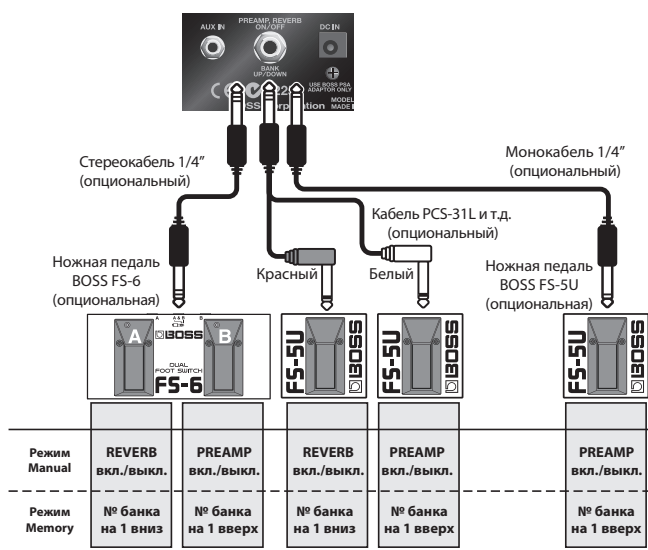 AUX IN
PREAMP, REVERB
ON/OFF
DC IN
BANK
UP/DOWN
USE BOSS PSA
ADAPTOR ONLY
MODEL
MADE
Стереокабель 1/4”
(опциональный)
Монокабель 1/4”
(опциональный)
Кабель PCS-31L и т.д.
(опциональный)
Ножная педаль
BOSS FS-6
(опциональная)
Красный
Белый
Ножная педаль
BOSS FS-5U
(опциональная)
A A & B B
A
B
BOSS
DUAL
FOOT SWITCH
FS-6
FS-5U
BOSS
FS-5U
BOSS
FS-5U
BOSS
Режим
Manual
REVERB
вкл./выкл.
PREAMP
вкл./выкл.
REVERB
вкл./выкл.
PREAMP
вкл./выкл.
PREAMP
вкл./выкл.
Режим
Memory
№ банка
на 1 вниз
№ банка
на 1 вверх
№ банка
на 1 вниз
№ банка
на 1 вверх
№ банка
на 1 вверх